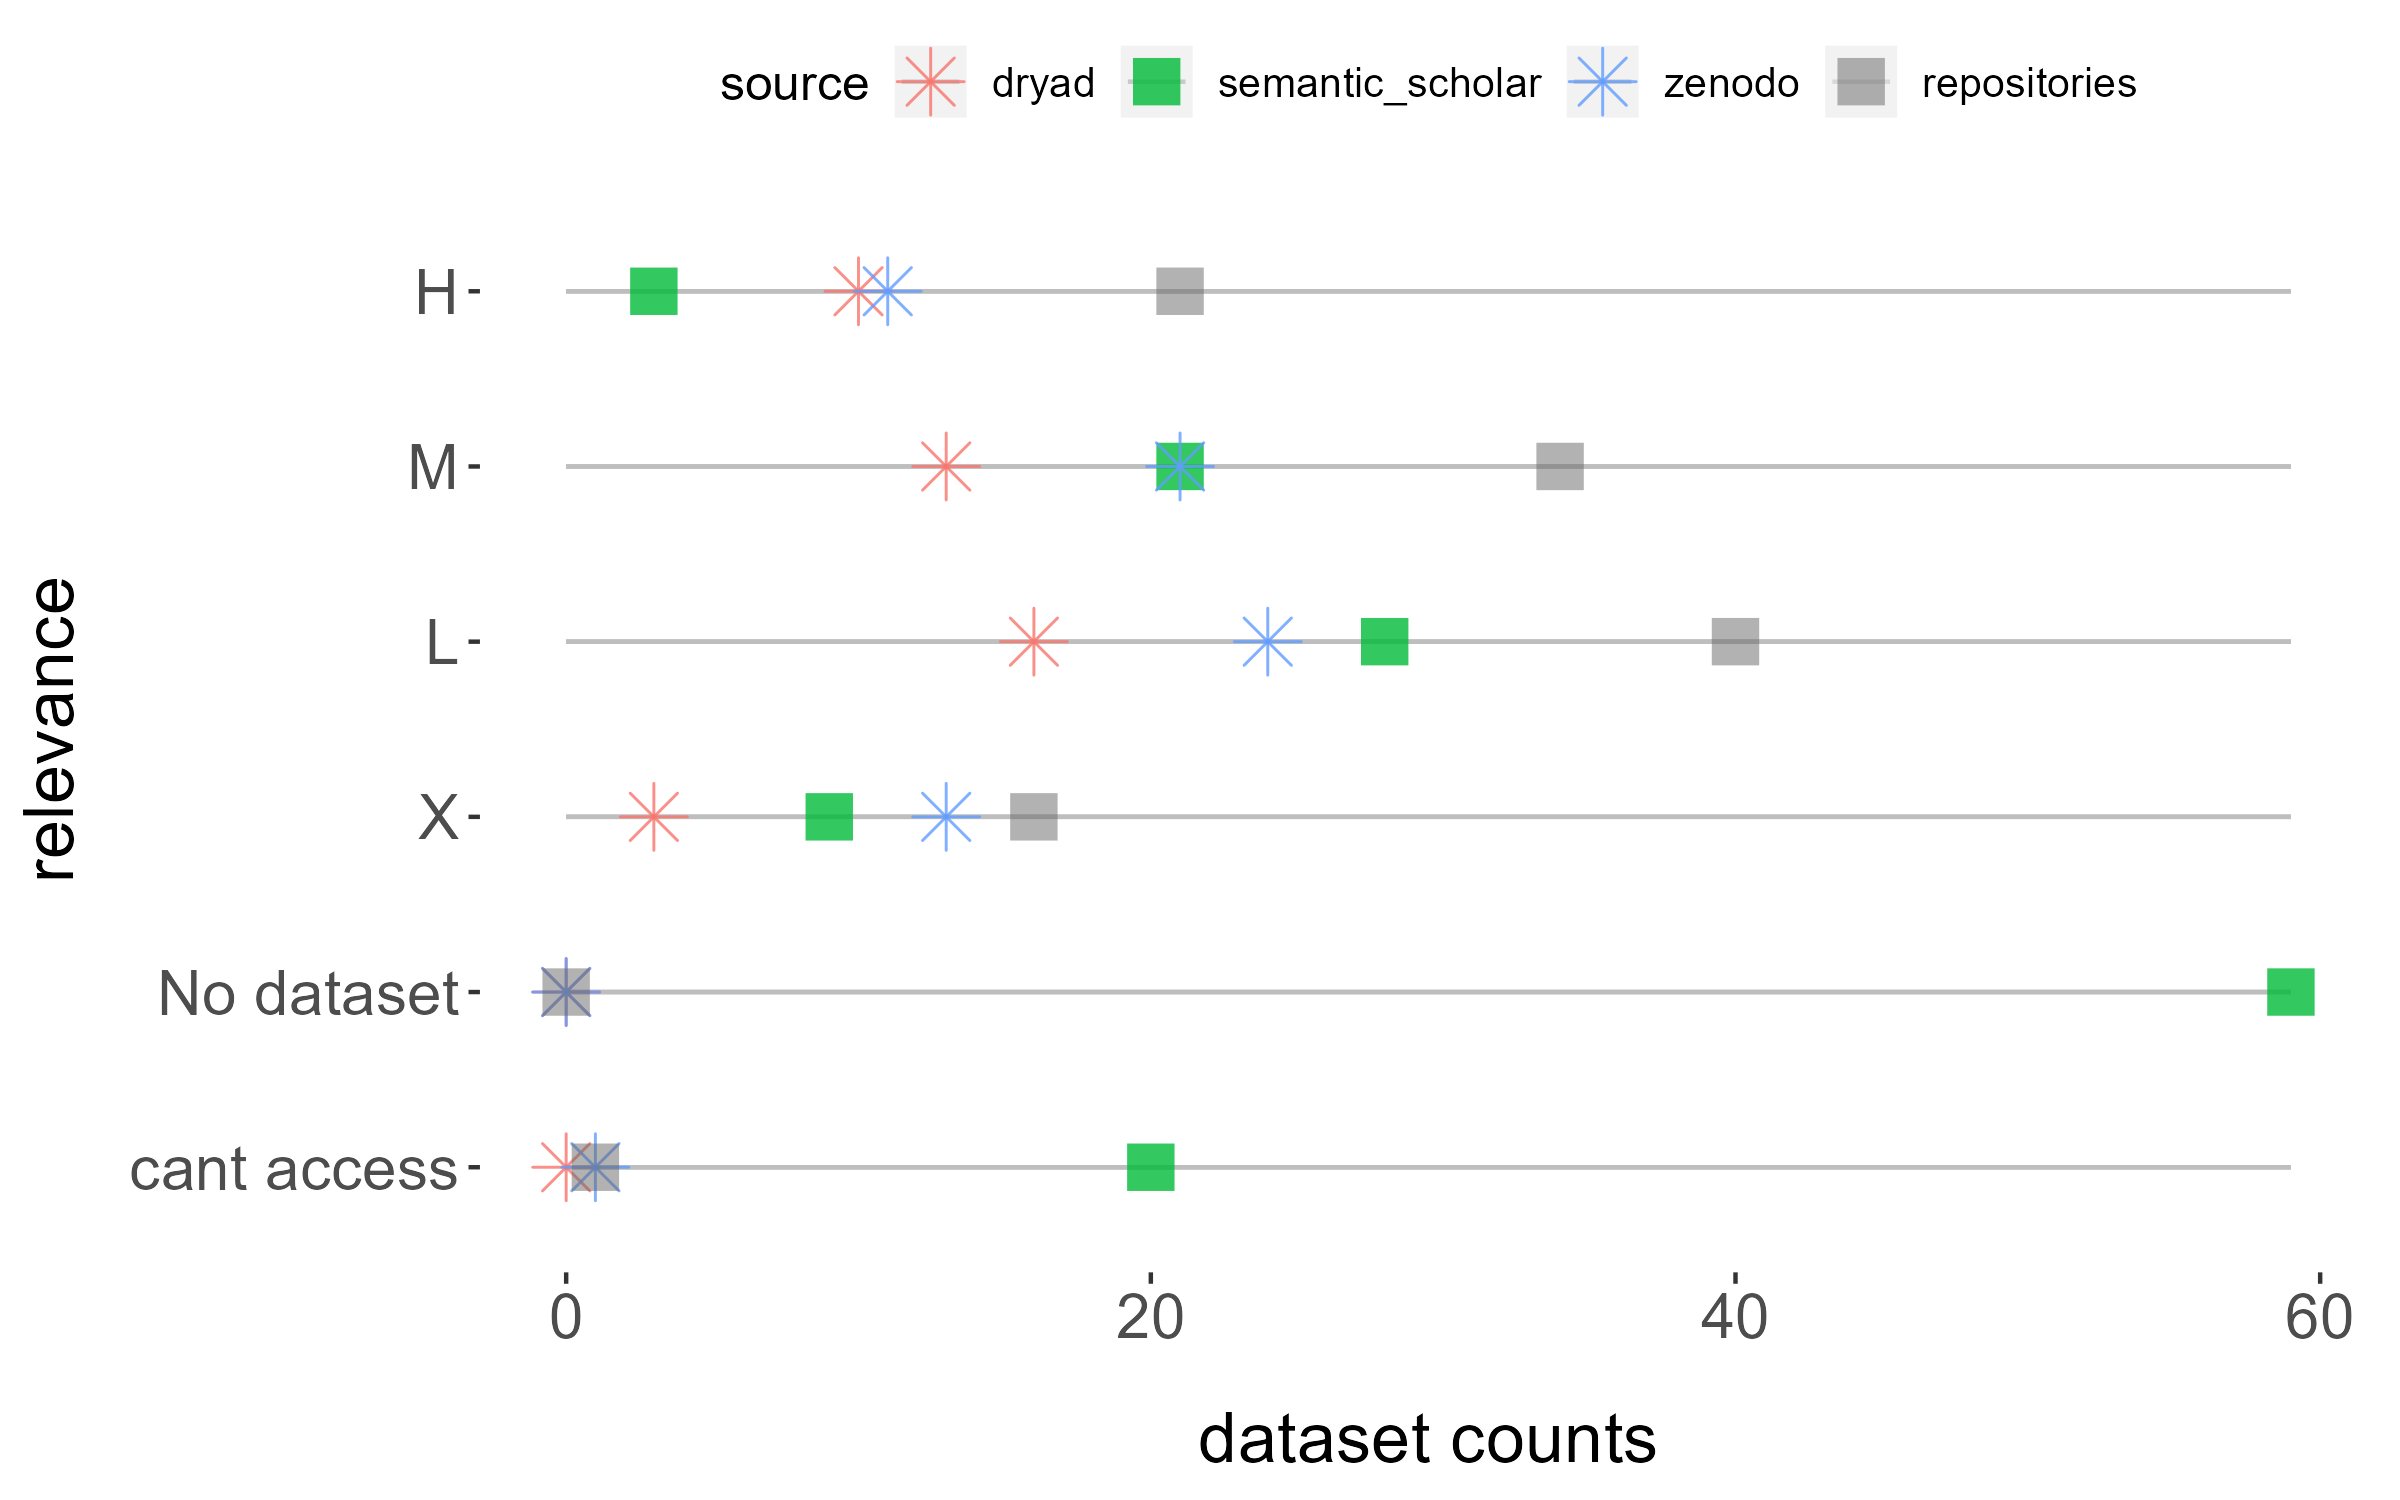 source dryad semantic_scholar zenodo repositories
H
M
L
X
No dataset
cant access
relevance
0 20 40 60
dataset counts